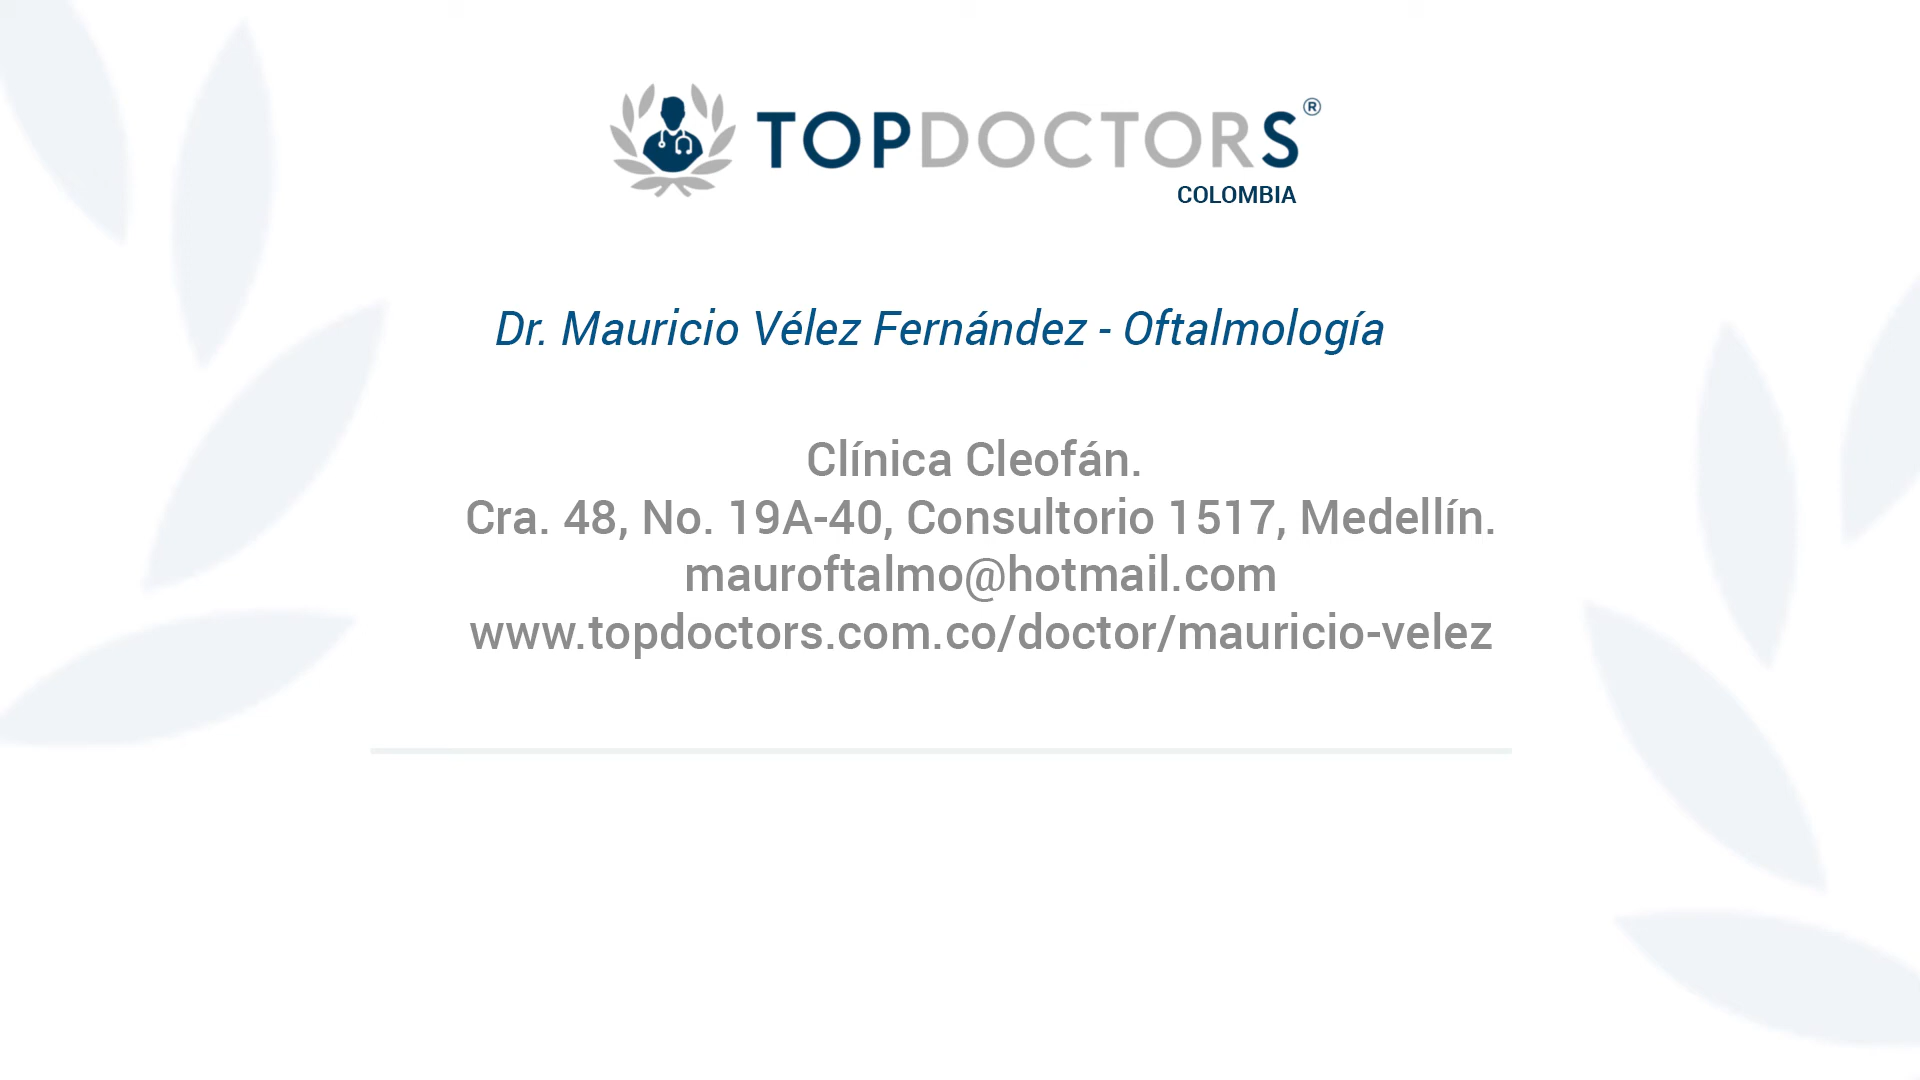 TOPDOCTORS®
COLOMBIA
Dr. Mauricio Vélez Fernández - Oftalmología
Clínica Cleofán.
Cra. 48, No. 19A-40, Consultorio 1517, Medellín.
mauroftalmo@hotmail.com
www.topdoctors.com.co/doctor/mauricio-velez